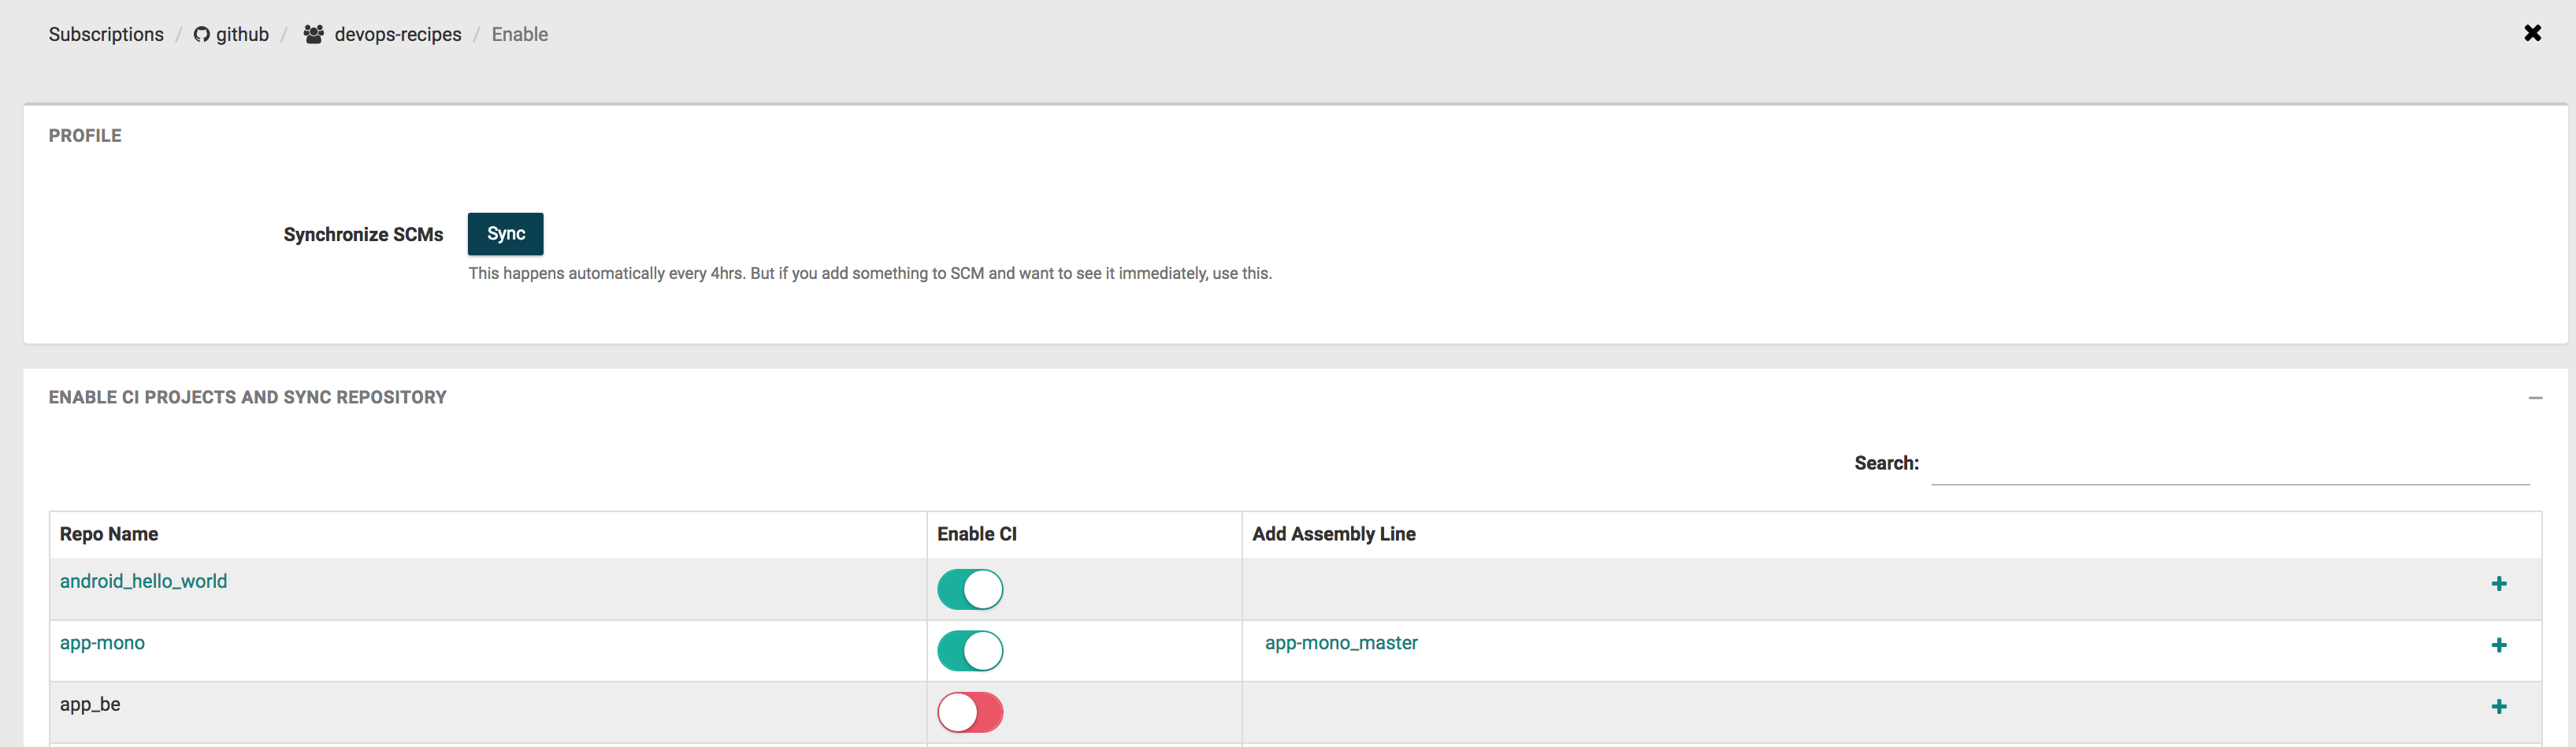 Subscriptions / github / devops-recipes / Enable
PROFILE
Synchronize SCMs Sync
This happens automatically every 4hrs. But if you add something to SCM and want to see it immediately, use this.
ENABLE CI PROJECTS AND SYNC REPOSITORY
Search:
Repo Name Enable CI Add Assembly Line
android_hello_world
app-mono app-mono_master
app_be